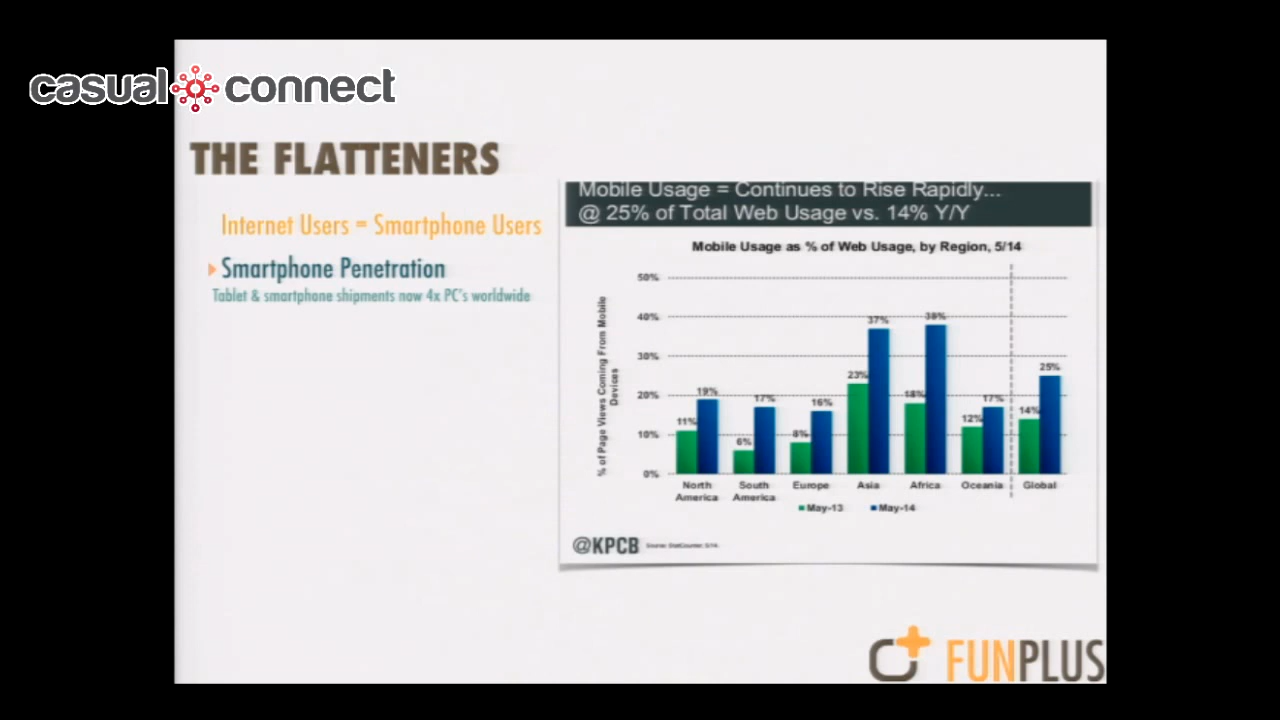 casual connect
THE FLATTENERS
Internet Users = Smartphone Users
Smartphone Penetration
Tablet & smartphone shipments now 4x PC's worldwide
Mobile Usage = Continues to Rise Rapidly...
@ 25% of Total Web Usage vs. 14% Y/Y
Mobile Usage as % of Web Usage, by Region, 5/14
% of Page Views Coming From Mobile
Devices
50%
40%
30%
20%
10%
0%
11%
19%
6%
17%
8%
16%
23%
37%
18%
38%
12%
17%
14%
25%
North
America
South
America
Europe
Asia
Africa
Oceania
Global
May-13
May-14
@KPCB
Source: StatCounter, 5/14.
FUNPLUS